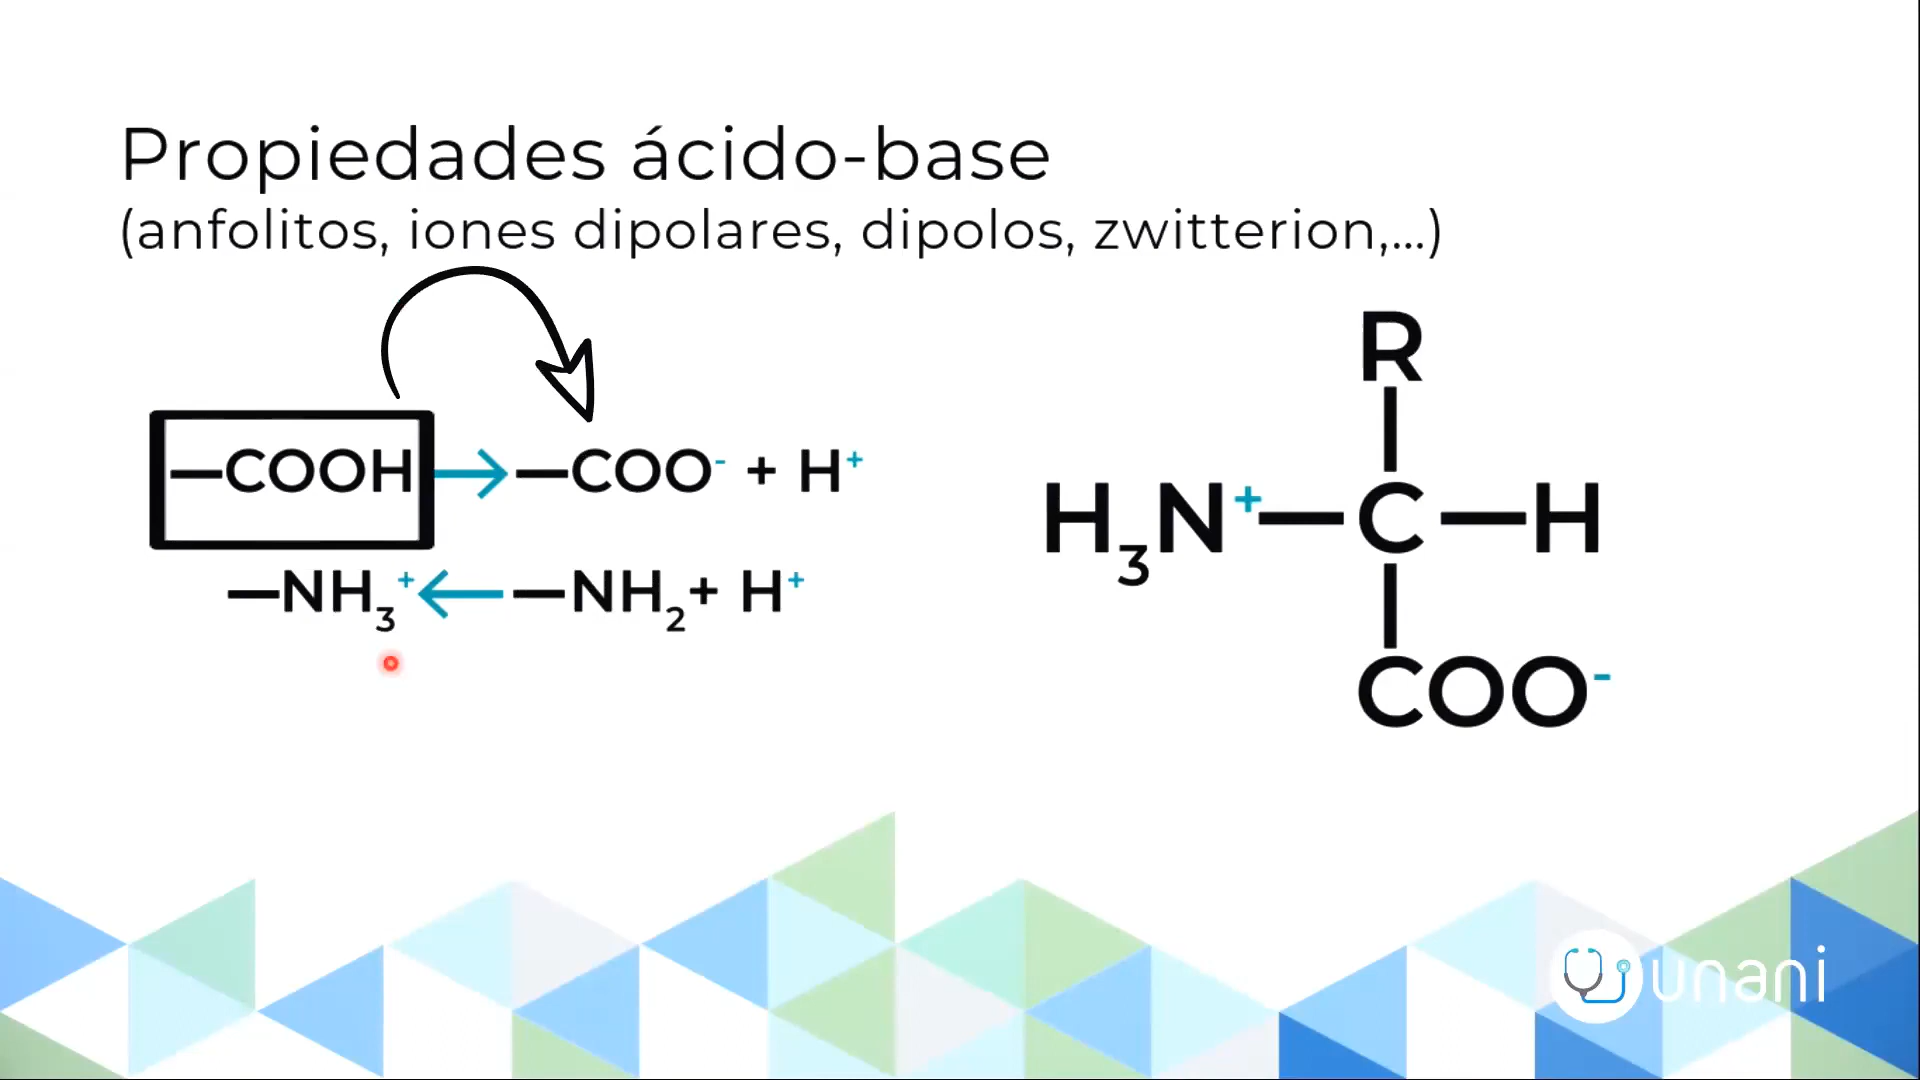 Propiedades ácido-base
(anfolitos, iones dipolares, dipolos, zwitterion,...)
—COOH → —COO⁻ + H⁺
—NH₃⁺ ← —NH₂ + H⁺
R
H₃N⁺—C—H
COO⁻
unani